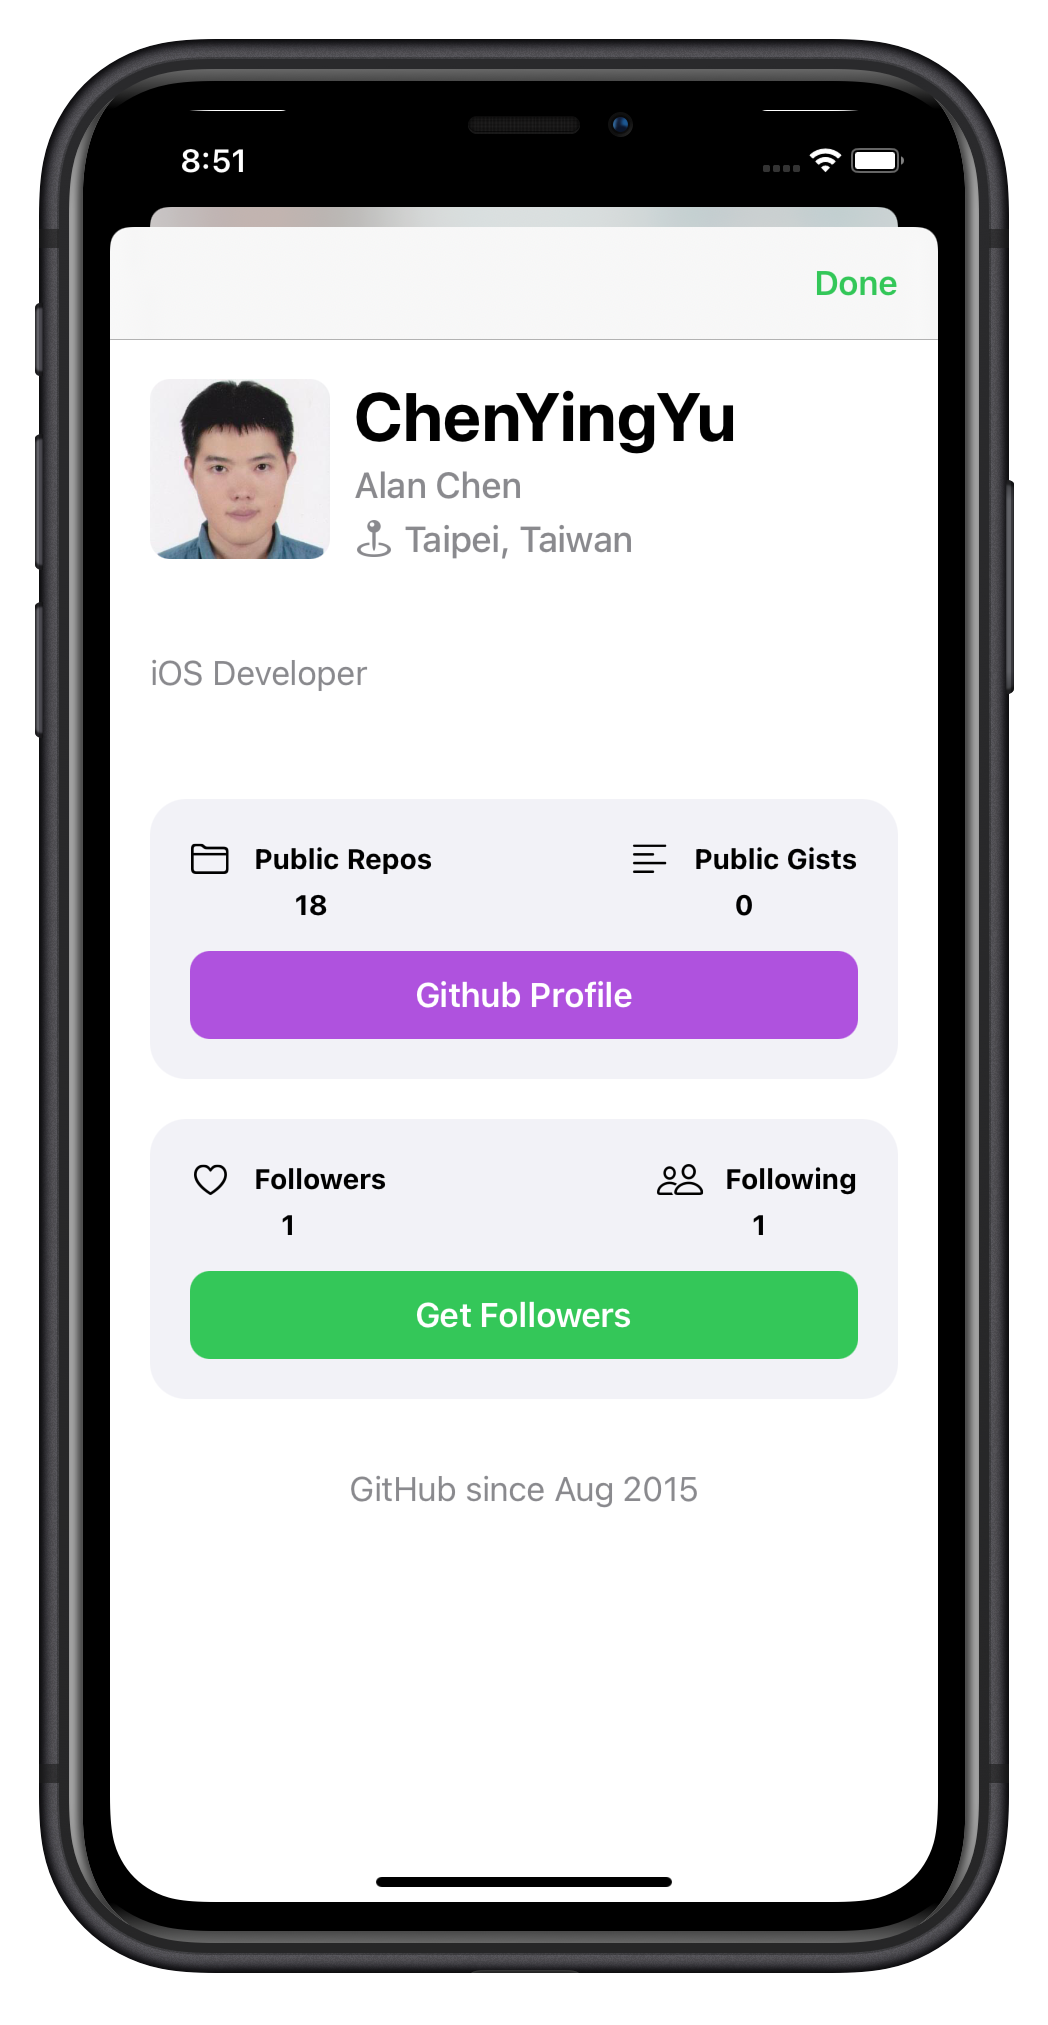 8:51
Done
ChenYingYu
Alan Chen
Taipei, Taiwan
iOS Developer
Public Repos
18
Public Gists
0
Github Profile
Followers
1
Following
1
Get Followers
GitHub since Aug 2015